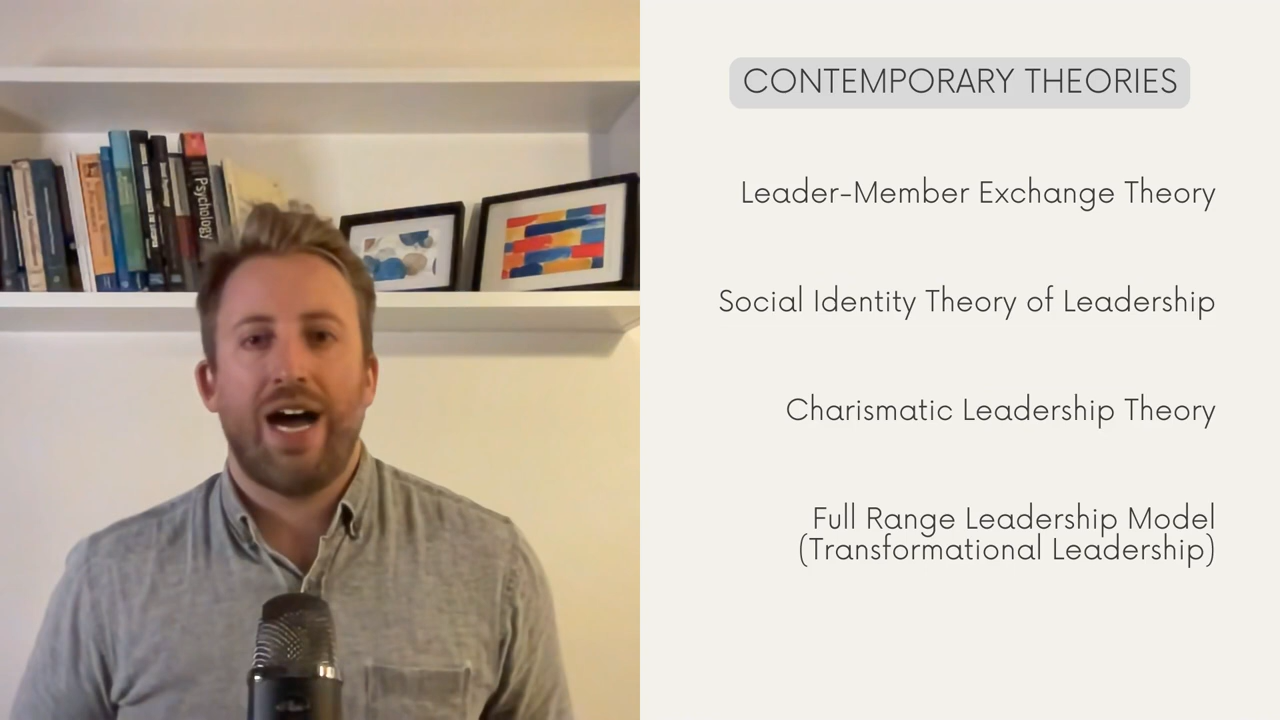 Psychology
CONTEMPORARY THEORIES
Leader-Member Exchange Theory
Social Identity Theory of Leadership
Charismatic Leadership Theory
Full Range Leadership Model
(Transformational Leadership)